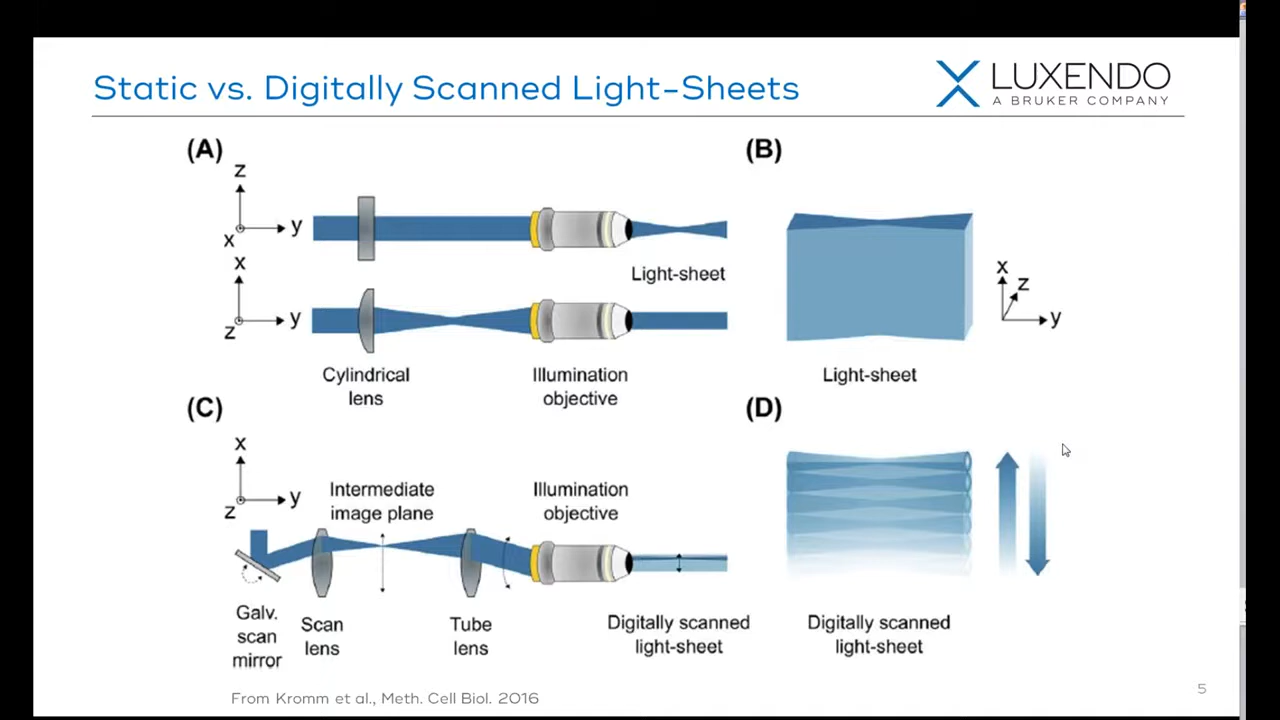 Static vs. Digitally Scanned Light-Sheets
LUXENDO
A BRUKER COMPANY
(A)
z
y
x
x
y
z
Light-sheet
Cylindrical
lens
Illumination
objective
(B)
x
z
y
Light-sheet
(C)
x
y
z
Intermediate
image plane
Illumination
objective
Galv.
scan
mirror
Scan
lens
Tube
lens
Digitally scanned
light-sheet
(D)
Digitally scanned
light-sheet
From Kromm et al., Meth. Cell Biol. 2016
5